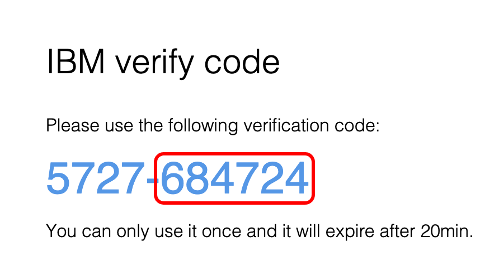 IBM verify code
Please use the following verification code:
5727-684724
You can only use it once and it will expire after 20min.